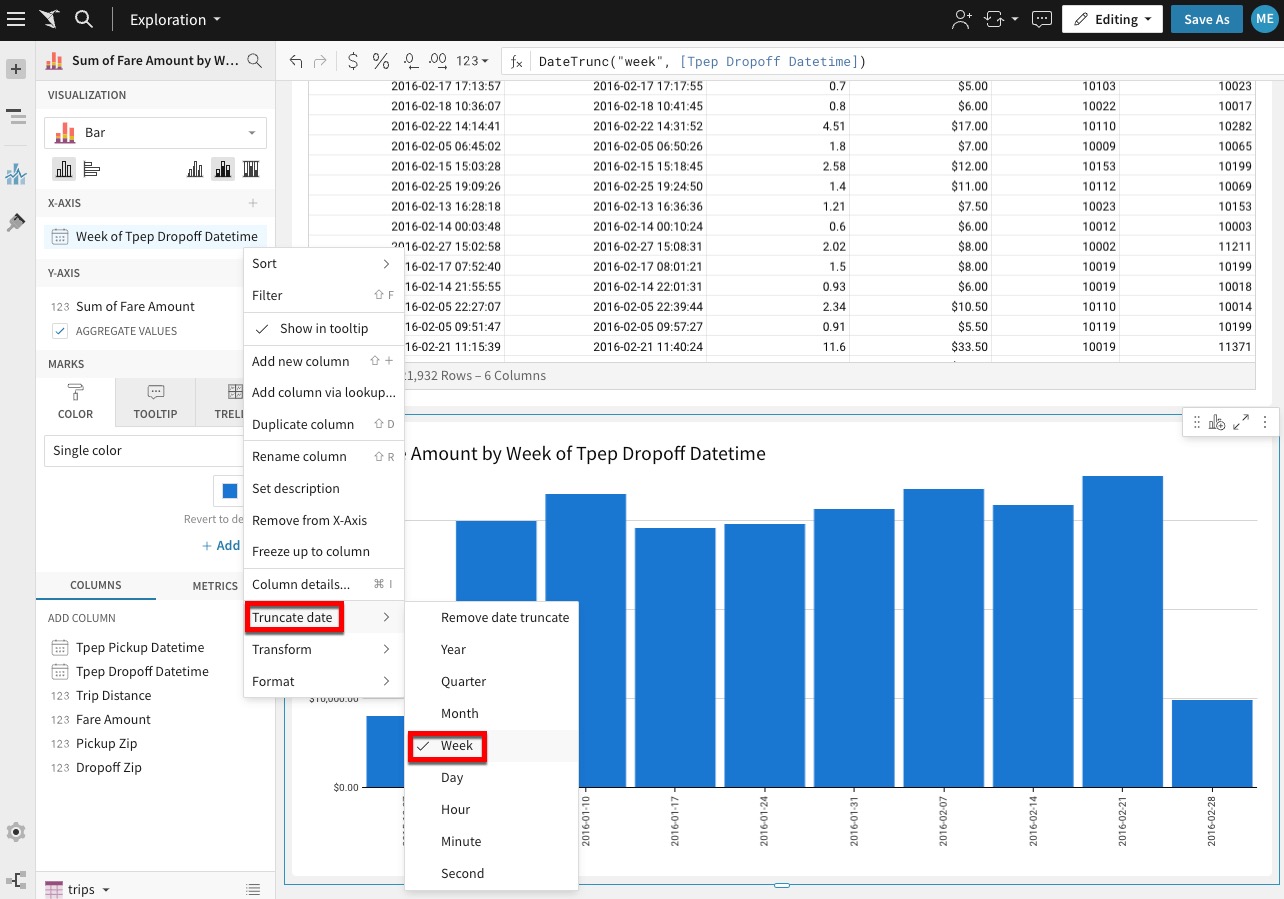 Exploration
Editing
Save As
ME
Sum of Fare Amount by W...
$ % .0 .00 123
fx DateTrunc("week", [Tpep Dropoff Datetime])
VISUALIZATION
Bar
X-AXIS
Week of Tpep Dropoff Datetime
Y-AXIS
123 Sum of Fare Amount
AGGREGATE VALUES
MARKS
COLOR
TOOLTIP
TREL
Single color
Revert to de
+ Add
COLUMNS
METRICS
ADD COLUMN
Tpep Pickup Datetime
Tpep Dropoff Datetime
123 Trip Distance
123 Fare Amount
123 Pickup Zip
123 Dropoff Zip
trips
Sort
Filter ⇧ F
Show in tooltip
Add new column ⇧ +
Add column via lookup...
Duplicate column ⇧ D
Rename column ⇧ R
Set description
Remove from X-Axis
Freeze up to column
Column details... ⌘ I
Truncate date
Transform
Format
Remove date truncate
Year
Quarter
Month
Week
Day
Hour
Minute
Second
2016-02-17 17:13:57 2016-02-17 17:17:55 0.7 $5.00 10103 10023
2016-02-18 10:36:07 2016-02-18 10:41:45 0.8 $6.00 10022 10017
2016-02-22 14:14:41 2016-02-22 14:31:52 4.51 $17.00 10110 10282
2016-02-05 06:45:02 2016-02-05 06:50:26 1.8 $7.00 10009 10065
2016-02-15 15:03:28 2016-02-15 15:18:45 2.58 $12.00 10153 10199
2016-02-25 19:09:26 2016-02-25 19:24:50 1.4 $11.00 10112 10069
2016-02-13 16:28:18 2016-02-13 16:36:36 1.21 $7.50 10023 10153
2016-02-14 00:03:48 2016-02-14 00:10:24 0.6 $6.00 10012 10003
2016-02-27 15:02:58 2016-02-27 15:08:31 2.02 $8.00 10002 11211
2016-02-17 07:52:40 2016-02-17 08:01:21 1.5 $8.00 10019 10199
2016-02-14 21:55:55 2016-02-14 22:01:31 0.93 $6.00 10019 10018
2016-02-05 22:27:07 2016-02-05 22:39:44 2.34 $10.50 10110 10014
2016-02-05 09:51:47 2016-02-05 09:57:27 0.91 $5.50 10119 10199
2016-02-21 11:15:39 2016-02-21 11:40:24 11.6 $33.50 10019 11371
1,932 Rows – 6 Columns
Amount by Week of Tpep Dropoff Datetime
$10,000.00
$0.00
2016-01-10
2016-01-17
2016-01-24
2016-01-31
2016-02-07
2016-02-14
2016-02-21
2016-02-28